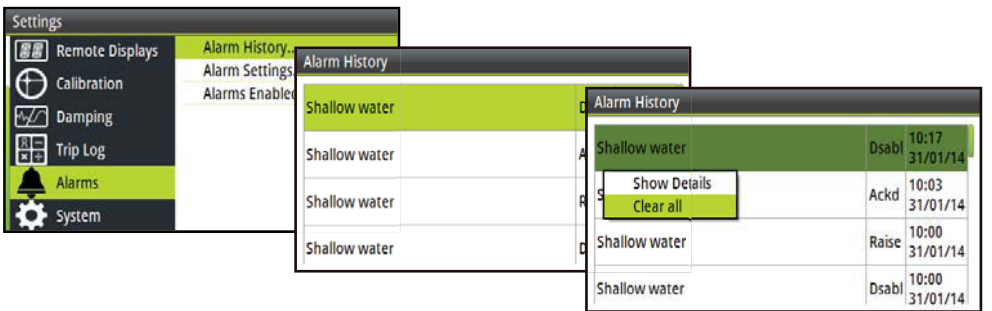 Settings
Remote Displays
Calibration
Damping
Trip Log
Alarms
System
Alarm History..
Alarm Settings
Alarms Enabled
Alarm History
Shallow water D
Shallow water A
Shallow water R
Shallow water D
Alarm History
Shallow water Dsabl 10:17
31/01/14
S Ackd 10:03
31/01/14
Show Details
Clear all
Shallow water Raise 10:00
31/01/14
Shallow water Dsabl 10:00
31/01/14